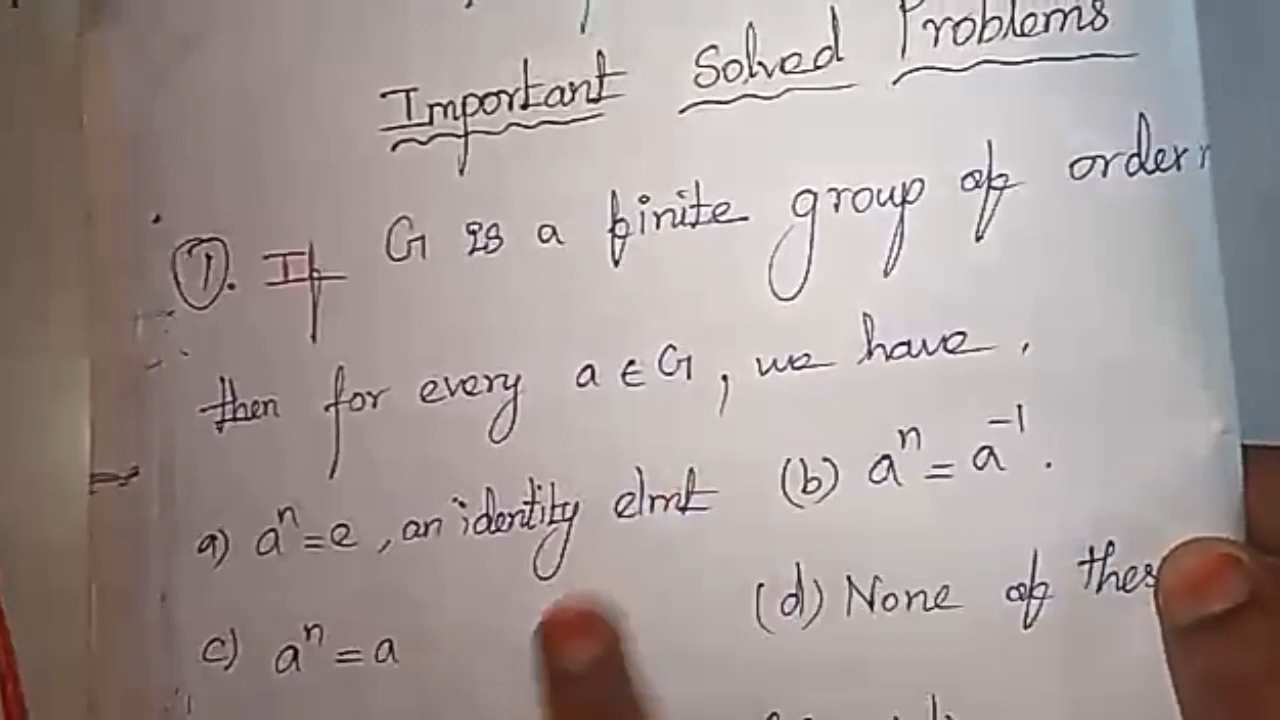 Important Solved Problems
①. If G is a finite group of order n
then for every a ∈ G, we have,
a) aⁿ = e, an identity elmt (b) aⁿ = a⁻¹.
c) aⁿ = a (d) None of thes